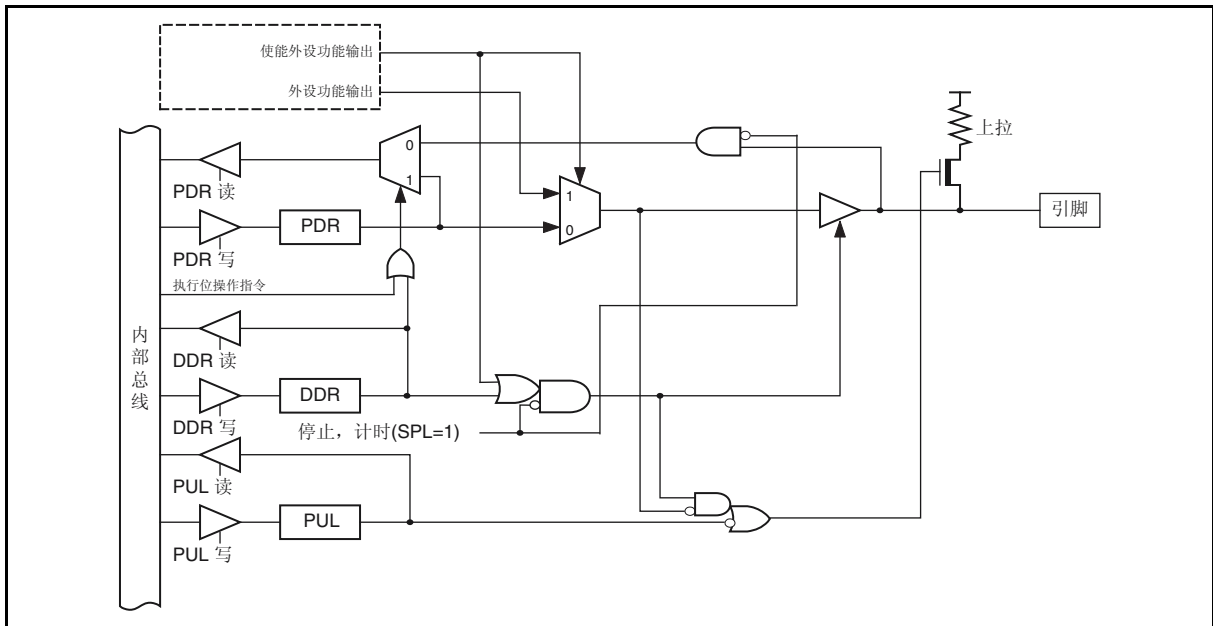 使能外设功能输出
外设功能输出
上拉
0
1
PDR 读
1
0
引脚
PDR
PDR 写
执行位操作指令
内部总线
DDR 读
DDR
DDR 写
停止，计时(SPL=1)
PUL 读
PUL
PUL 写